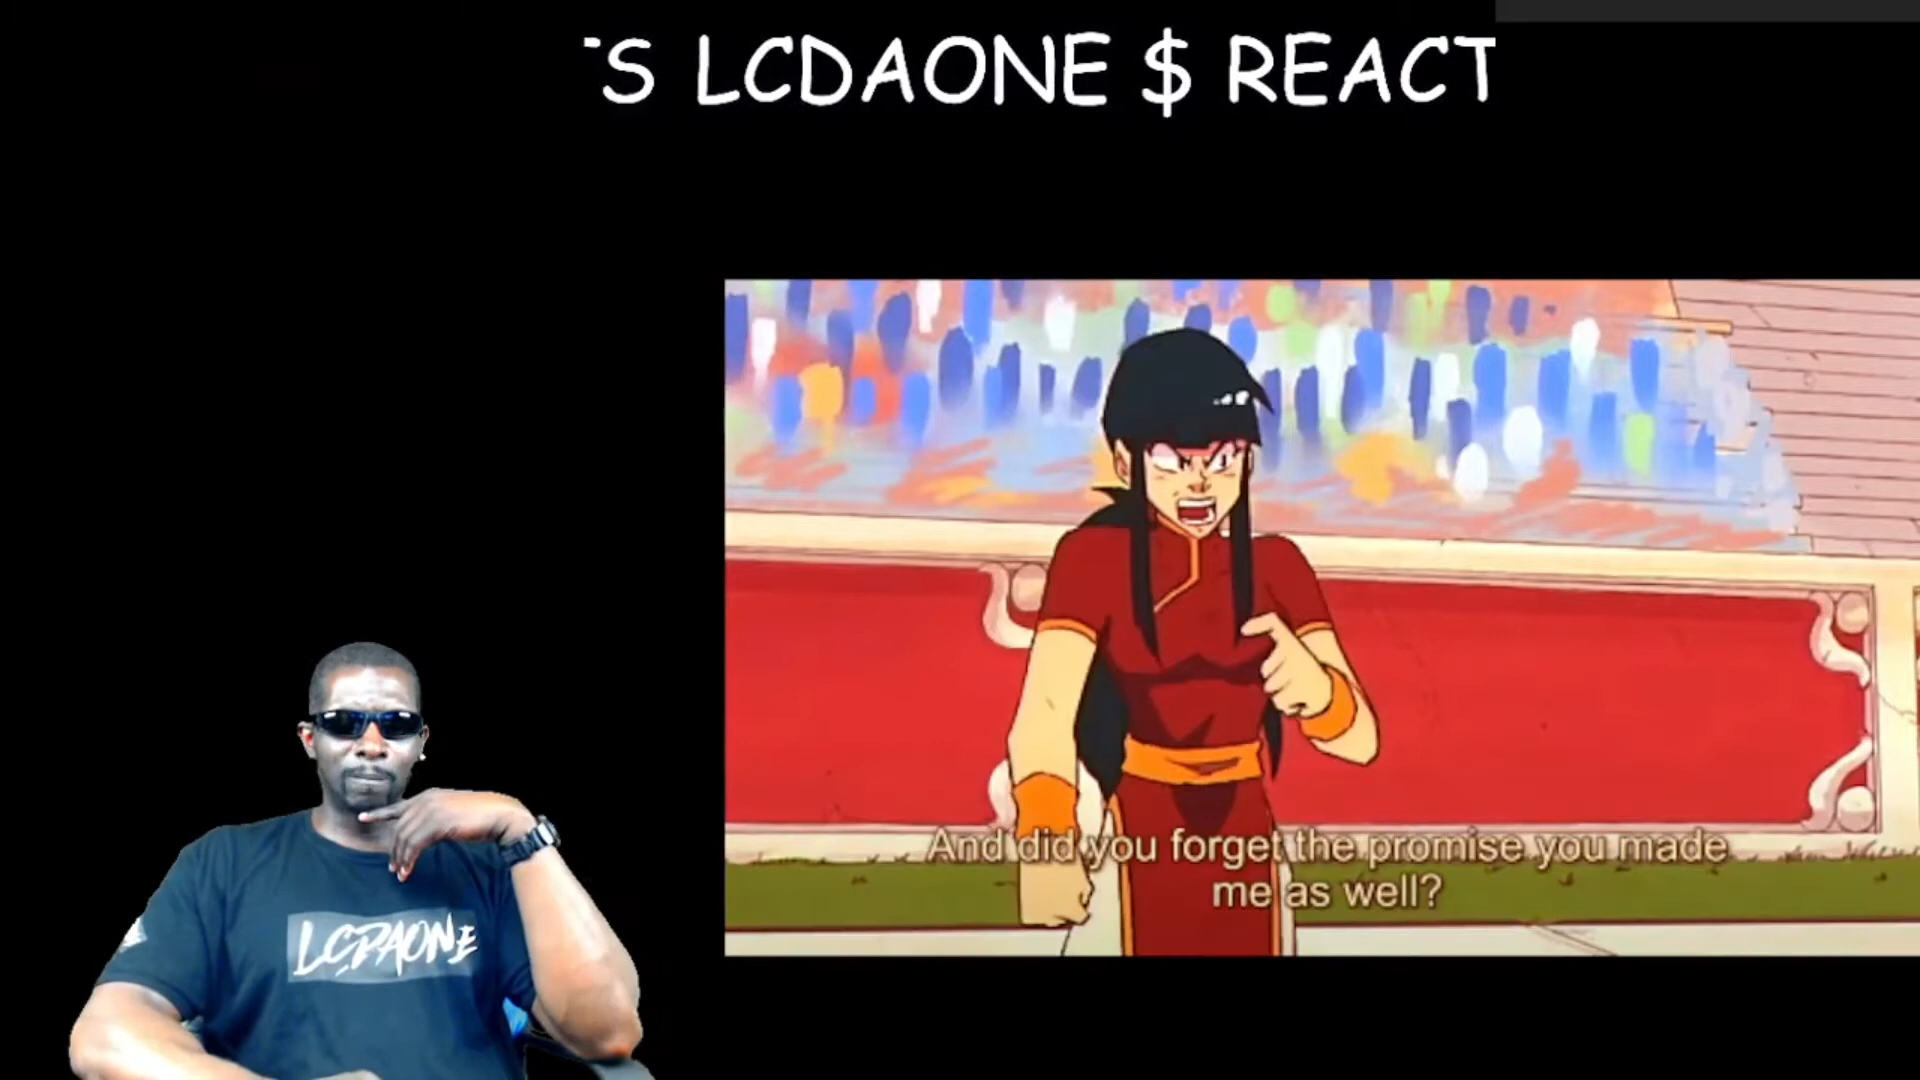 S LCDAONE $ REACT
LCDAONE
And did you forget the promise you made
me as well?